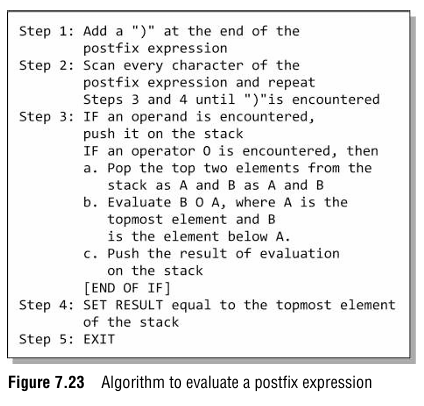 Step 1: Add a ")" at the end of the
postfix expression
Step 2: Scan every character of the
postfix expression and repeat
Steps 3 and 4 until ")"is encountered
Step 3: IF an operand is encountered,
push it on the stack
IF an operator O is encountered, then
a. Pop the top two elements from the
stack as A and B as A and B
b. Evaluate B O A, where A is the
topmost element and B
is the element below A.
c. Push the result of evaluation
on the stack
[END OF IF]
Step 4: SET RESULT equal to the topmost element
of the stack
Step 5: EXIT
Figure 7.23 Algorithm to evaluate a postfix expression